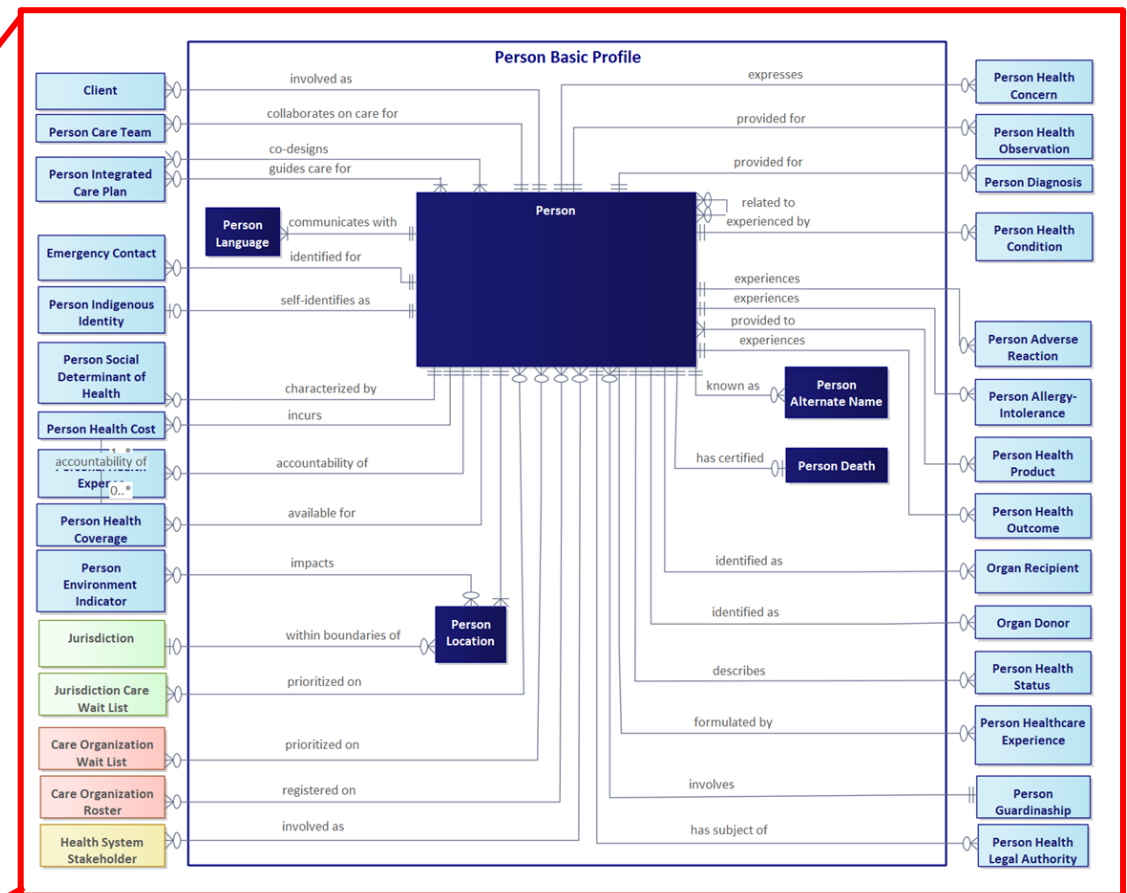 Person Basic Profile
Client
involved as
expresses
Person Health
Concern
Person Care Team
collaborates on care for
provided for
Person Health
Observation
co-designs
guides care for
Person Integrated
Care Plan
provided for
Person Diagnosis
Person
related to
experienced by
Person
Language
communicates with
Person Health
Condition
Emergency Contact
identified for
Person Indigenous
Identity
self-identifies as
experiences
experiences
provided to
experiences
Person Adverse
Reaction
Person Social
Determinant of
Health
characterized by
known as
Person
Alternate Name
Person Allergy-
Intolerance
Person Health Cost
incurs
accountability of
1..*
0..*
accountability of
has certified
Person Death
Person Health
Product
Person Health
Coverage
available for
Person Health
Outcome
Person
Environment
Indicator
impacts
identified as
Organ Recipient
Jurisdiction
within boundaries of
Person
Location
identified as
Organ Donor
Jurisdiction Care
Wait List
prioritized on
describes
Person Health
Status
Care Organization
Wait List
prioritized on
formulated by
Person Healthcare
Experience
Care Organization
Roster
registered on
involves
Person
Guardinaship
Health System
Stakeholder
involved as
has subject of
Person Health
Legal Authority